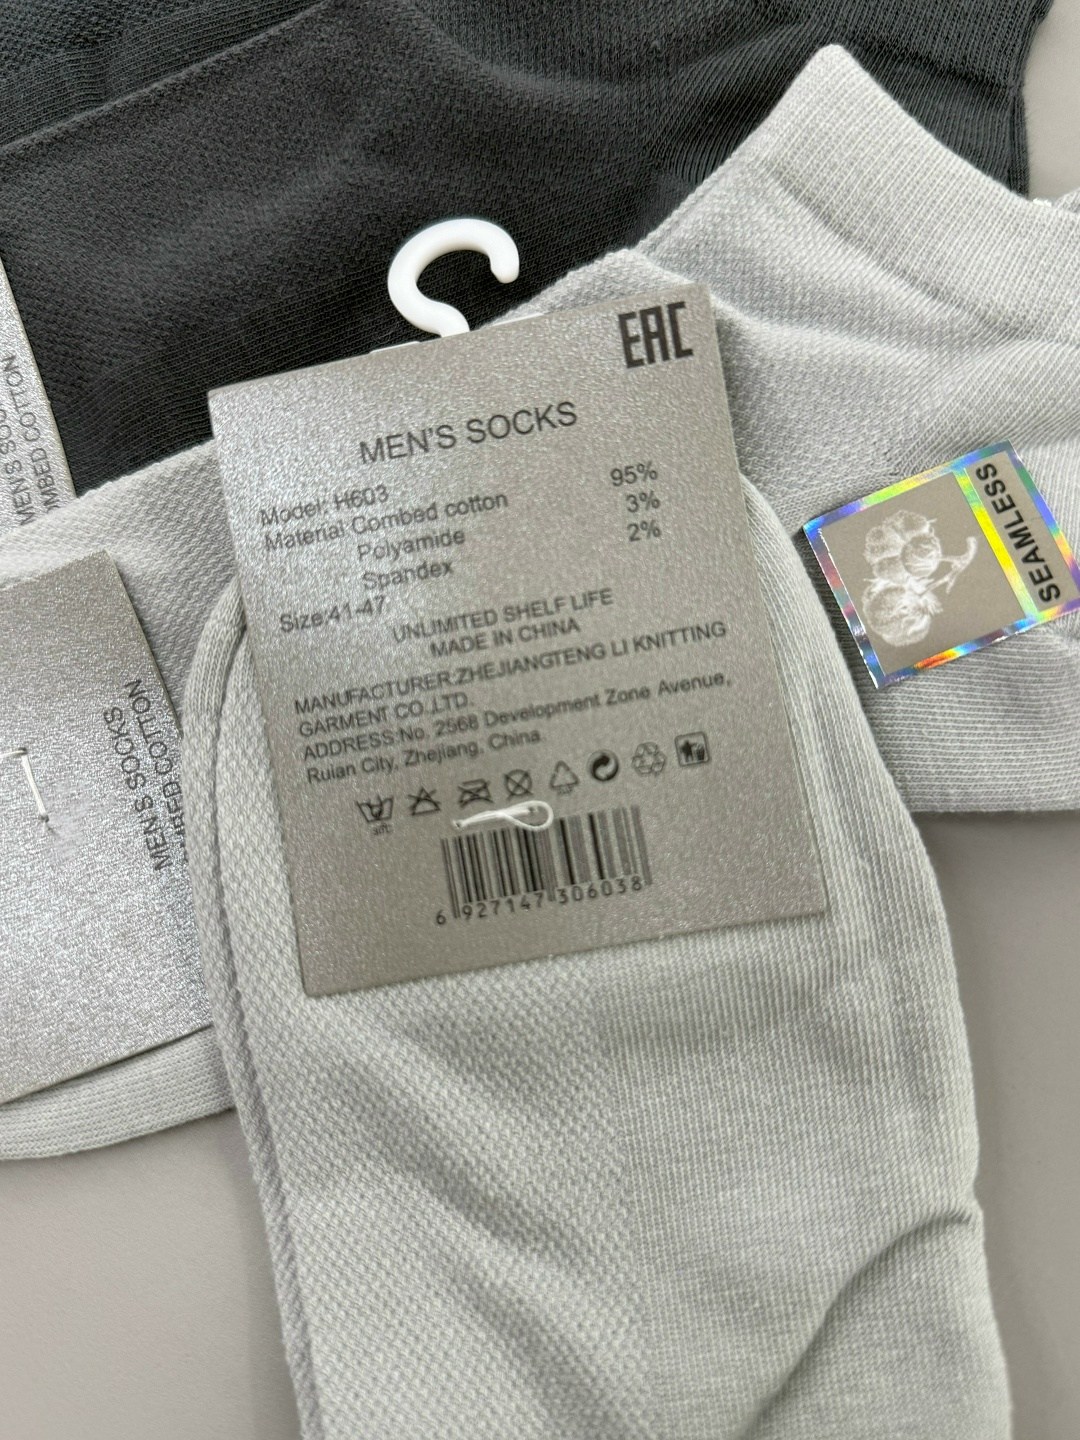 EAC
MEN'S SOCKS
Model: H603
Material Combed cotton 95%
Polyamide 3%
Spandex 2%
Size:41-47
UNLIMITED SHELF LIFE
MADE IN CHINA
MANUFACTURER:ZHEJIANGTENG LI KNITTING
GARMENT CO.,LTD.
ADDRESS:No. 2568 Development Zone Avenue,
Ruian City, Zhejiang, China
6 927147 306038
SEAMLESS
MEN'S SOCKS
COTTON
MEN'S SOCKS
COTTON